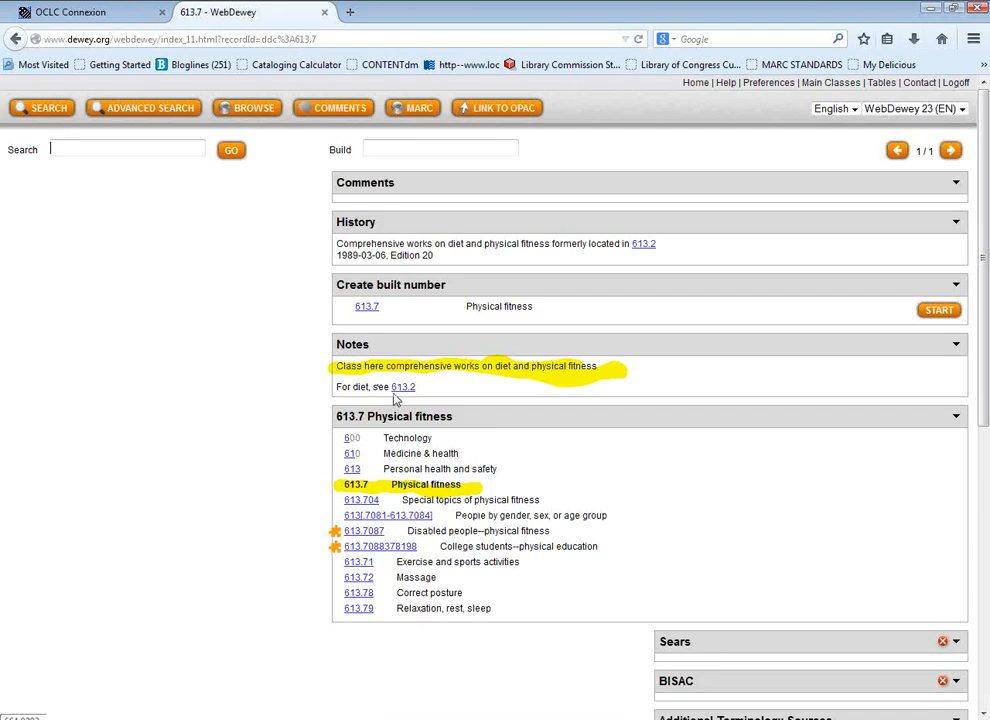 OCLC Connexion
613.7 - WebDewey
www.dewey.org/webdewey/index_11.html?recordId=ddc%3A613.7
Google
Most Visited Getting Started Bloglines (251) Cataloging Calculator CONTENTdm http--www.loc Library Commission St... Library of Congress Cu... MARC STANDARDS My Delicious »
Home | Help | Preferences | Main Classes | Tables | Contact | Logoff
SEARCH ADVANCED SEARCH BROWSE COMMENTS MARC LINK TO OPAC
English WebDewey 23 (EN)
Search GO Build 1/1
Comments
History
Comprehensive works on diet and physical fitness formerly located in 613.2
1989-03-06, Edition 20
Create built number
613.7 Physical fitness START
Notes
Class here comprehensive works on diet and physical fitness
For diet, see 613.2
613.7 Physical fitness
600 Technology
610 Medicine & health
613 Personal health and safety
613.7 Physical fitness
613.704 Special topics of physical fitness
613[.7081-613.7084] People by gender, sex, or age group
613.7087 Disabled people--physical fitness
613.7088378198 College students--physical education
613.71 Exercise and sports activities
613.72 Massage
613.78 Correct posture
613.79 Relaxation, rest, sleep
Sears
BISAC
Additional Terminology Sources